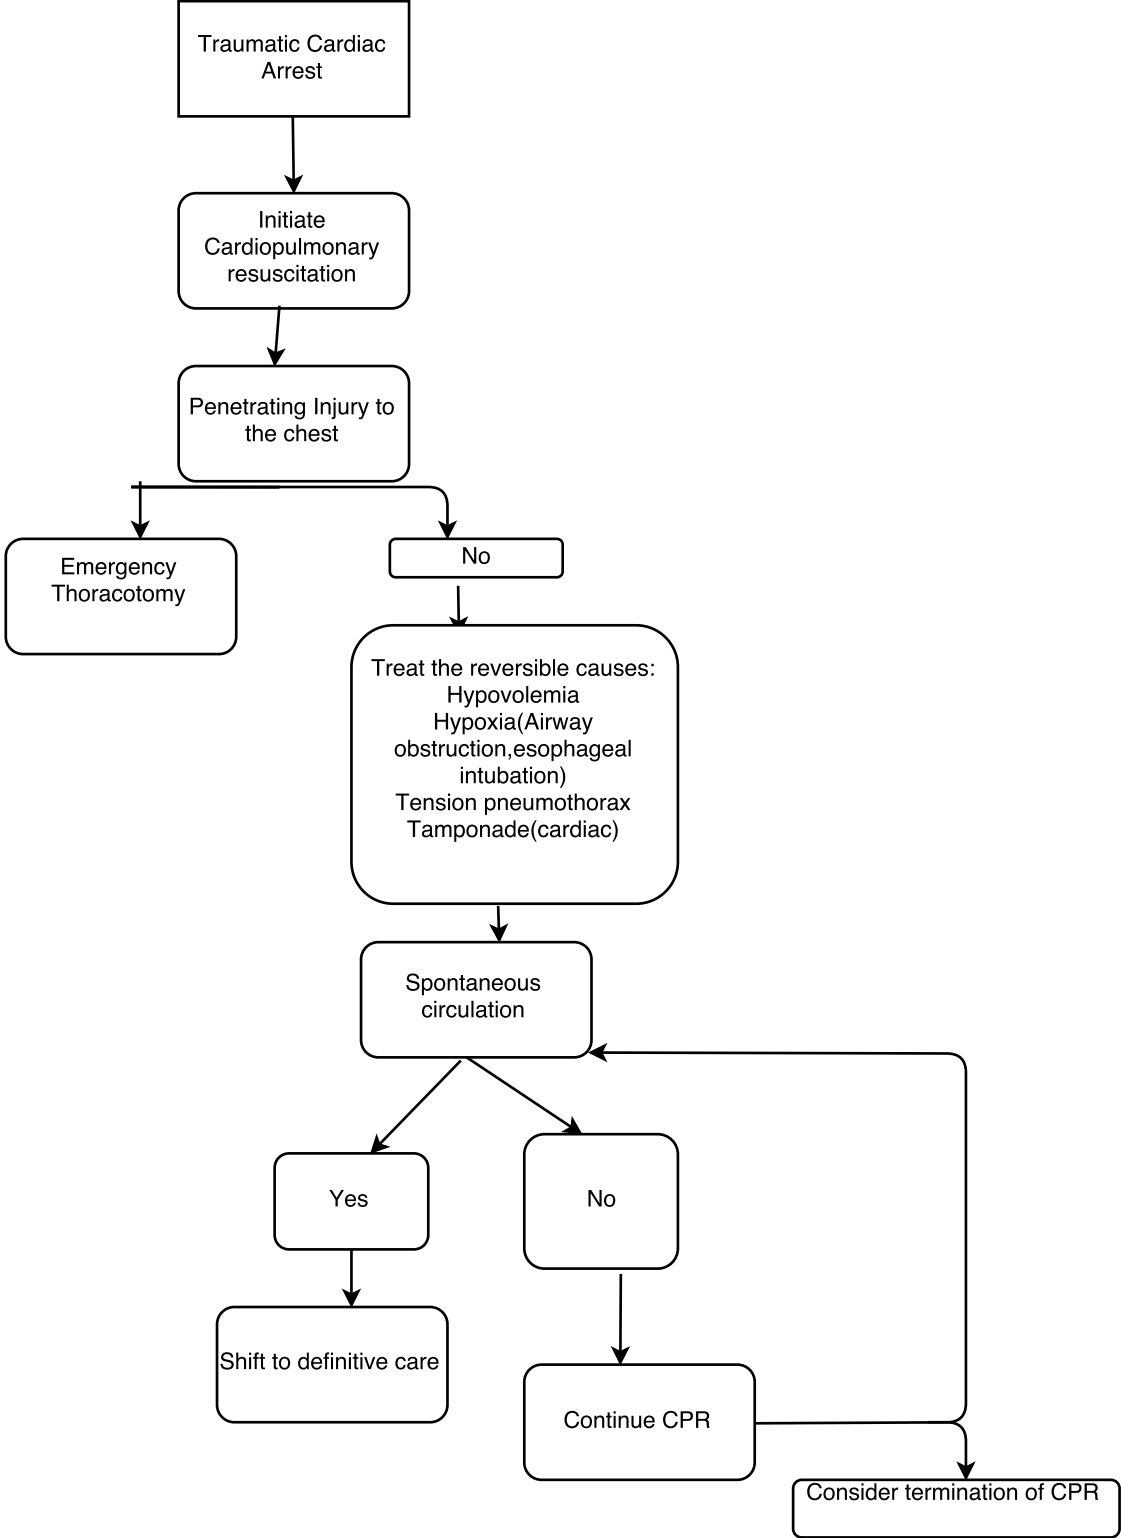 Traumatic Cardiac
Arrest
Initiate
Cardiopulmonary
resuscitation
Penetrating Injury to
the chest
Emergency
Thoracotomy
No
Treat the reversible causes:
Hypovolemia
Hypoxia(Airway
obstruction,esophageal
intubation)
Tension pneumothorax
Tamponade(cardiac)
Spontaneous
circulation
Yes
No
Shift to definitive care
Continue CPR
Consider termination of CPR